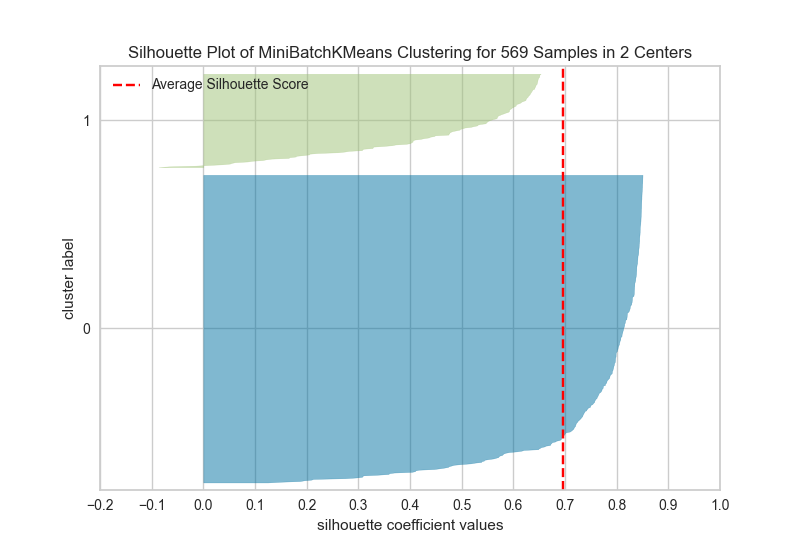 Silhouette Plot of MiniBatchKMeans Clustering for 569 Samples in 2 Centers
Average Silhouette Score
1
0
cluster label
−0.2 −0.1 0.0 0.1 0.2 0.3 0.4 0.5 0.6 0.7 0.8 0.9 1.0
silhouette coefficient values